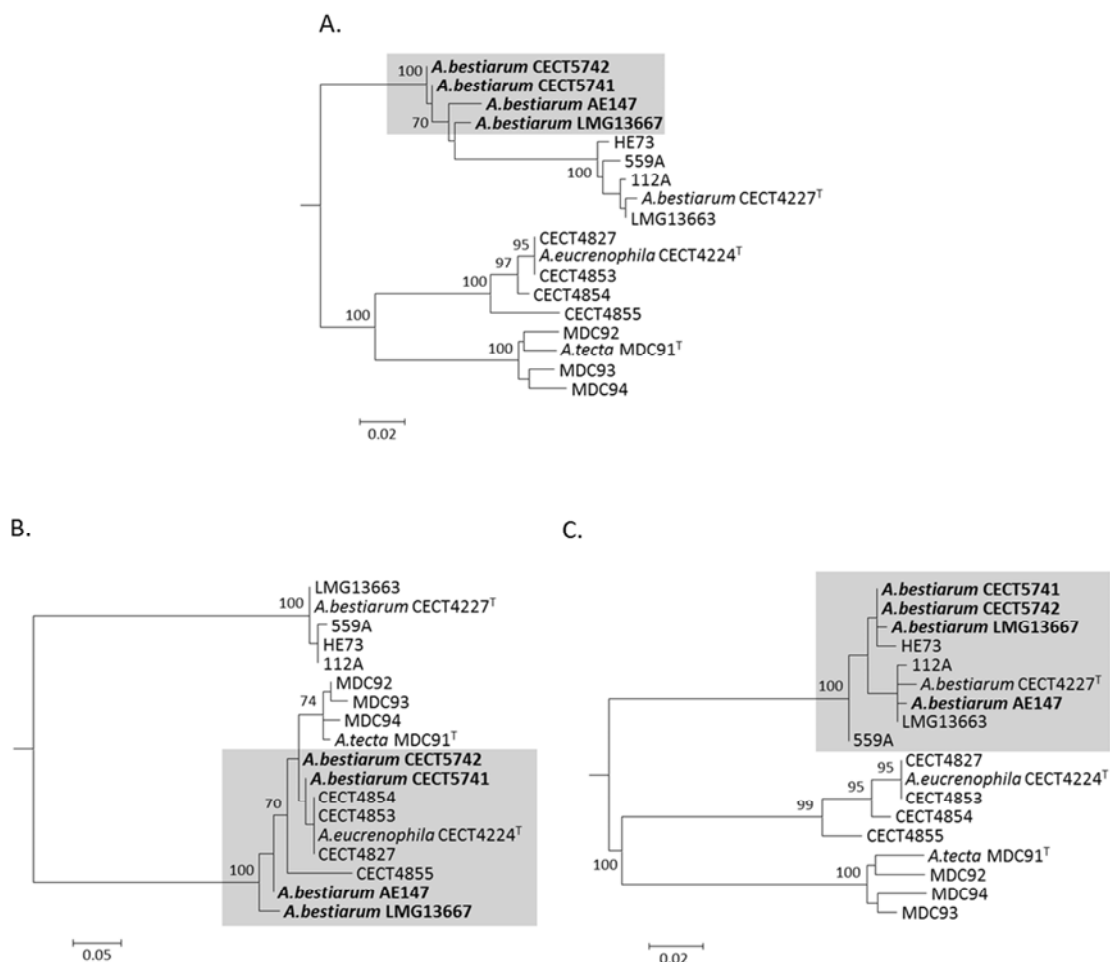 A.
100
A.bestiarum CECT5742
A.bestiarum CECT5741
A.bestiarum AE147
70
A.bestiarum LMG13667
HE73
559A
100
112A
A.bestiarum CECT4227ᵀ
LMG13663
CECT4827
95
A.eucrenophila CECT4224ᵀ
97
CECT4853
100
CECT4854
CECT4855
100
MDC92
100
A.tecta MDC91ᵀ
MDC93
MDC94
0.02
B.
LMG13663
100
A.bestiarum CECT4227ᵀ
559A
HE73
112A
MDC92
74
MDC93
MDC94
A.tecta MDC91ᵀ
A.bestiarum CECT5742
A.bestiarum CECT5741
CECT4854
70
CECT4853
A.eucrenophila CECT4224ᵀ
CECT4827
100
CECT4855
A.bestiarum AE147
A.bestiarum LMG13667
0.05
C.
A.bestiarum CECT5741
A.bestiarum CECT5742
A.bestiarum LMG13667
HE73
112A
100
A.bestiarum CECT4227ᵀ
A.bestiarum AE147
LMG13663
559A
CECT4827
95
A.eucrenophila CECT4224ᵀ
95
CECT4853
99
CECT4854
CECT4855
100
A.tecta MDC91ᵀ
100
MDC92
MDC94
MDC93
0.02